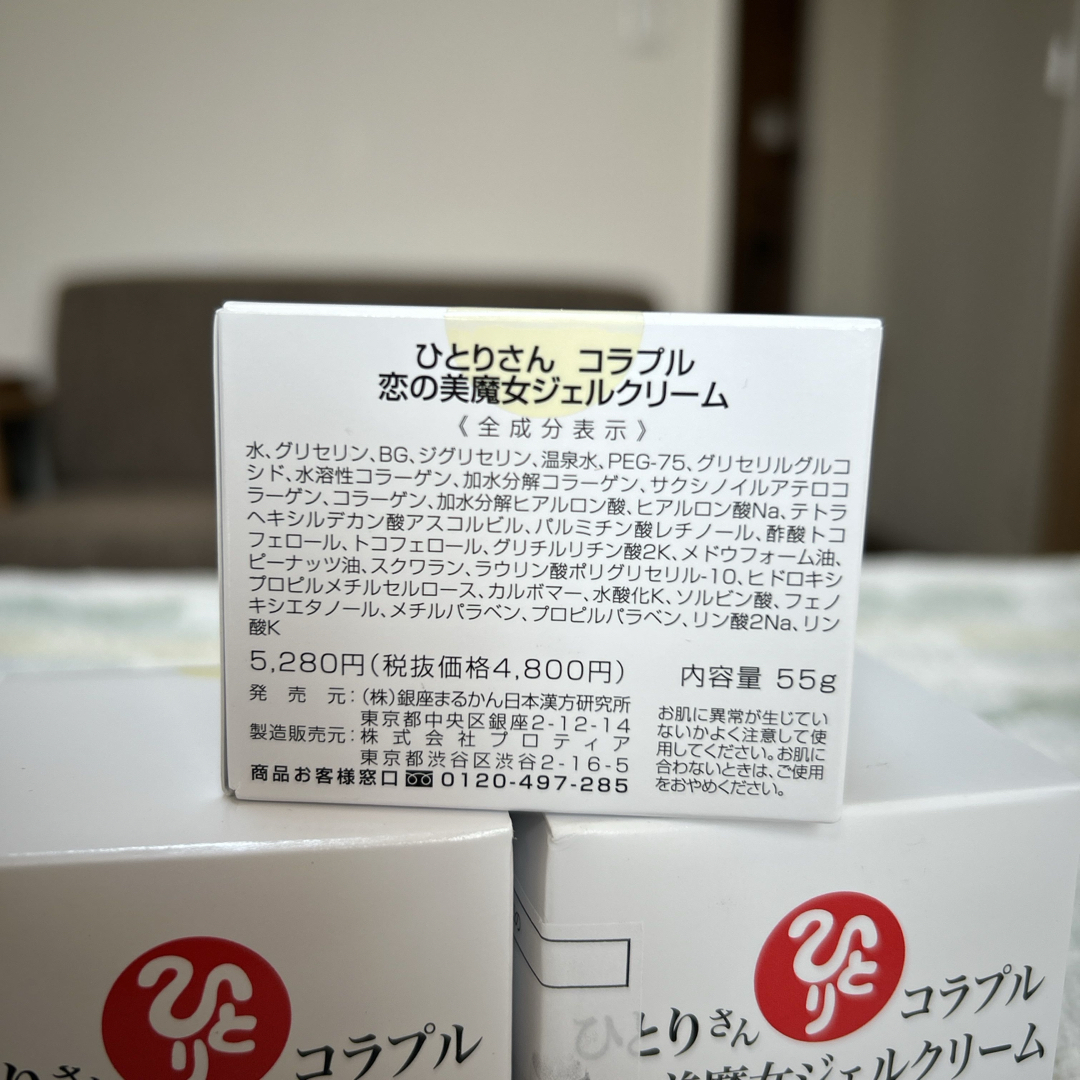 ひとりさん コラプル
恋の美魔女ジェルクリーム
《全成分表示》
水、グリセリン、BG、ジグリセリン、温泉水、PEG-75、グリセリルグルコ
シド、水溶性コラーゲン、加水分解コラーゲン、サクシノイルアテロコ
ラーゲン、コラーゲン、加水分解ヒアルロン酸、ヒアルロン酸Na、テトラ
ヘキシルデカン酸アスコルビル、パルミチン酸レチノール、酢酸トコ
フェロール、トコフェロール、グリチルリチン酸2K、メドウフォーム油、
ピーナッツ油、スクワラン、ラウリン酸ポリグリセリル-10、ヒドロキシ
プロピルメチルセルロース、カルボマー、水酸化K、ソルビン酸、フェノ
キシエタノール、メチルパラベン、プロピルパラベン、リン酸2Na、リン
酸K
5,280円(税抜価格4,800円) 内容量 55g
発売元:(株)銀座まるかん日本漢方研究所
東京都中央区銀座2-12-14
製造販売元:株式会社プロティア
東京都渋谷区渋谷2-16-5
商品お客様窓口 0120-497-285
お肌に異常が生じてい
ないかよく注意して使
用してください。お肌に
合わないときは、ご使用
をおやめください。
ひとり
コラプル
りさん
ひとり
とりさん コラプル
美魔女ジェルクリーム